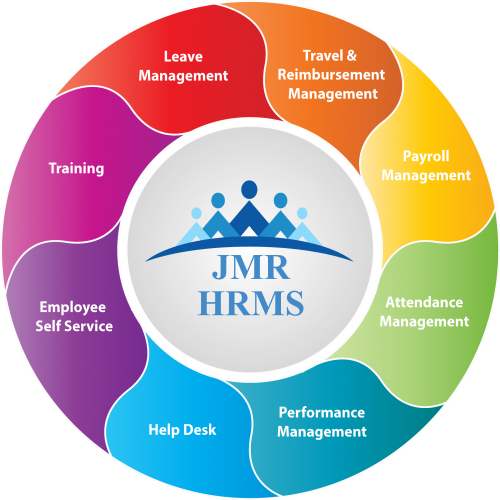 Leave
Management
Travel &
Reimbursement
Management
Payroll
Management
Attendance
Management
Performance
Management
Help Desk
Employee
Self Service
Training
JMR
HRMS